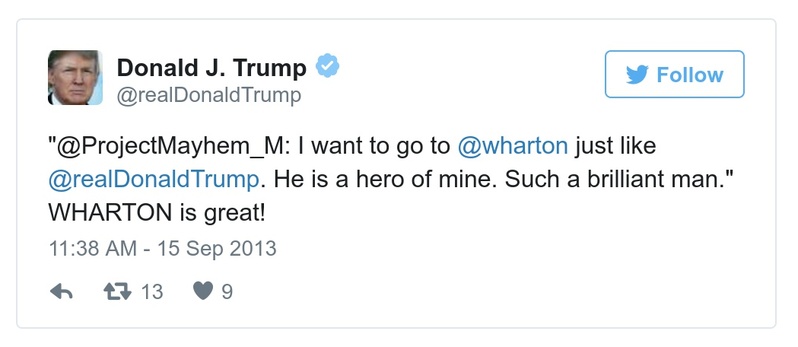 Donald J. Trump
@realDonaldTrump
Follow
"@ProjectMayhem_M: I want to go to @wharton just like
@realDonaldTrump. He is a hero of mine. Such a brilliant man."
WHARTON is great!
11:38 AM - 15 Sep 2013
13 9